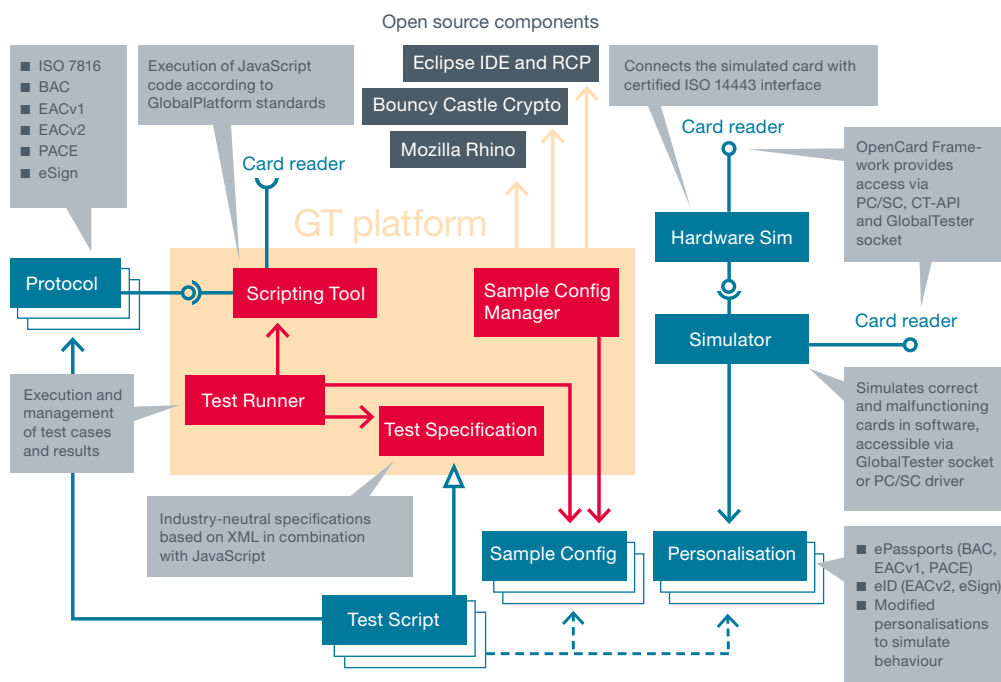 Open source components
ISO 7816
BAC
EACv1
EACv2
PACE
eSign
Execution of JavaScript
code according to
GlobalPlatform standards
Eclipse IDE and RCP
Bouncy Castle Crypto
Mozilla Rhino
Connects the simulated card with
certified ISO 14443 interface
Card reader
Card reader
OpenCard Frame-
work provides
access via
PC/SC, CT-API
and GlobalTester
socket
GT platform
Hardware Sim
Protocol
Scripting Tool
Sample Config
Manager
Simulator
Card reader
Execution and
management
of test cases
and results
Test Runner
Test Specification
Simulates correct
and malfunctioning
cards in software,
accessible via
GlobalTester socket
or PC/SC driver
Industry-neutral specifications
based on XML in combination
with JavaScript
Sample Config
Personalisation
ePassports (BAC,
EACv1, PACE)
eID (EACv2, eSign)
Modified
personalisations
to simulate
behaviour
Test Script